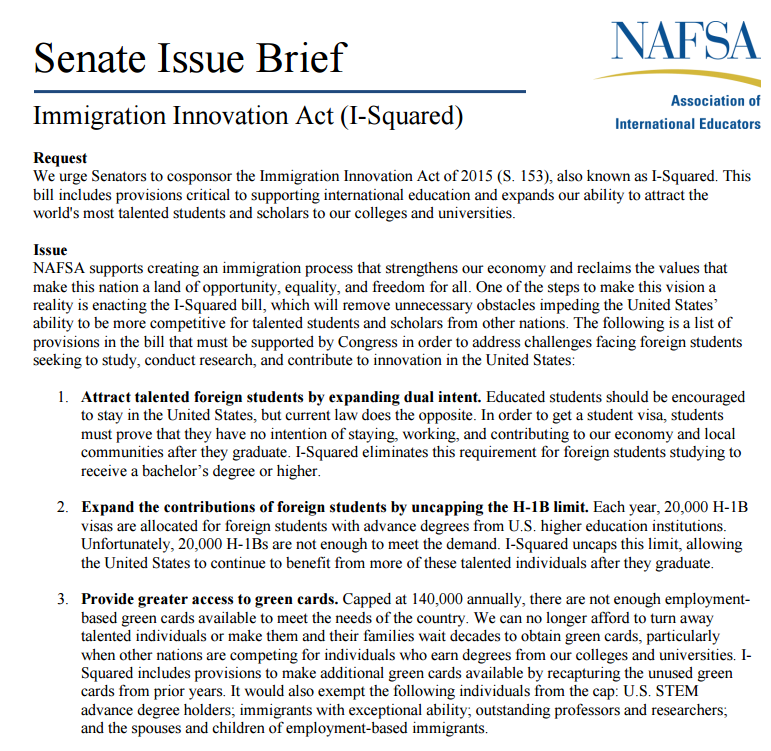 Senate Issue Brief
NAFSA
Association of
International Educators
Immigration Innovation Act (I-Squared)
Request
We urge Senators to cosponsor the Immigration Innovation Act of 2015 (S. 153), also known as I-Squared. This
bill includes provisions critical to supporting international education and expands our ability to attract the
world's most talented students and scholars to our colleges and universities.
Issue
NAFSA supports creating an immigration process that strengthens our economy and reclaims the values that
make this nation a land of opportunity, equality, and freedom for all. One of the steps to make this vision a
reality is enacting the I-Squared bill, which will remove unnecessary obstacles impeding the United States’
ability to be more competitive for talented students and scholars from other nations. The following is a list of
provisions in the bill that must be supported by Congress in order to address challenges facing foreign students
seeking to study, conduct research, and contribute to innovation in the United States:
1. Attract talented foreign students by expanding dual intent. Educated students should be encouraged
to stay in the United States, but current law does the opposite. In order to get a student visa, students
must prove that they have no intention of staying, working, and contributing to our economy and local
communities after they graduate. I-Squared eliminates this requirement for foreign students studying to
receive a bachelor’s degree or higher.
2. Expand the contributions of foreign students by uncapping the H-1B limit. Each year, 20,000 H-1B
visas are allocated for foreign students with advance degrees from U.S. higher education institutions.
Unfortunately, 20,000 H-1Bs are not enough to meet the demand. I-Squared uncaps this limit, allowing
the United States to continue to benefit from more of these talented individuals after they graduate.
3. Provide greater access to green cards. Capped at 140,000 annually, there are not enough employment-
based green cards available to meet the needs of the country. We can no longer afford to turn away
talented individuals or make them and their families wait decades to obtain green cards, particularly
when other nations are competing for individuals who earn degrees from our colleges and universities. I-
Squared includes provisions to make additional green cards available by recapturing the unused green
cards from prior years. It would also exempt the following individuals from the cap: U.S. STEM
advance degree holders; immigrants with exceptional ability; outstanding professors and researchers;
and the spouses and children of employment-based immigrants.